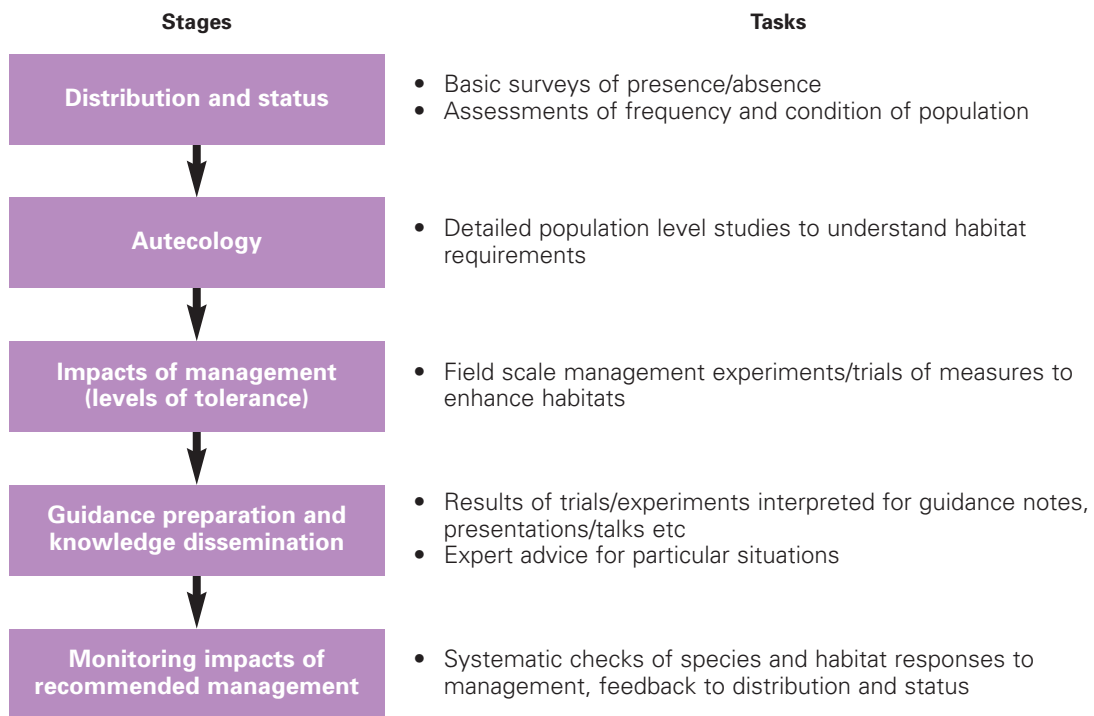 Stages
Tasks
Distribution and status
• Basic surveys of presence/absence
• Assessments of frequency and condition of population
Autecology
• Detailed population level studies to understand habitat
requirements
Impacts of management
(levels of tolerance)
• Field scale management experiments/trials of measures to
enhance habitats
Guidance preparation and
knowledge dissemination
• Results of trials/experiments interpreted for guidance notes,
presentations/talks etc
• Expert advice for particular situations
Monitoring impacts of
recommended management
• Systematic checks of species and habitat responses to
management, feedback to distribution and status